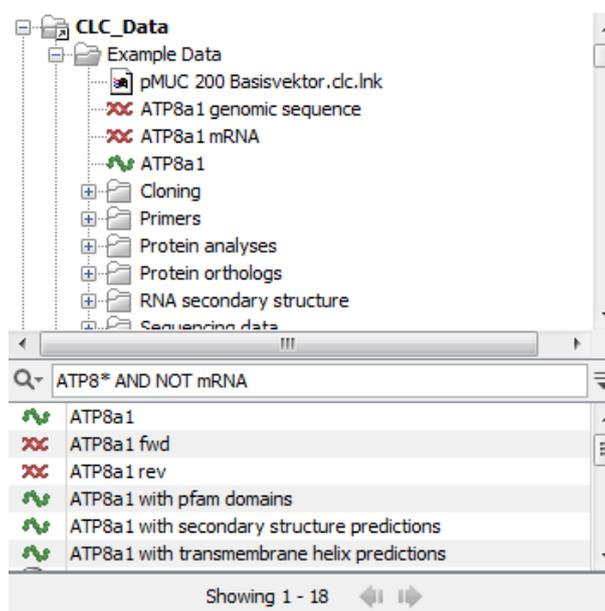 CLC_Data
Example Data
pMUC 200 Basisvektor.clc.lnk
ATP8a1 genomic sequence
ATP8a1 mRNA
ATP8a1
Cloning
Primers
Protein analyses
Protein orthologs
RNA secondary structure
Sequencing data
ATP8* AND NOT mRNA
ATP8a1
ATP8a1 fwd
ATP8a1 rev
ATP8a1 with pfam domains
ATP8a1 with secondary structure predictions
ATP8a1 with transmembrane helix predictions
Showing 1 - 18